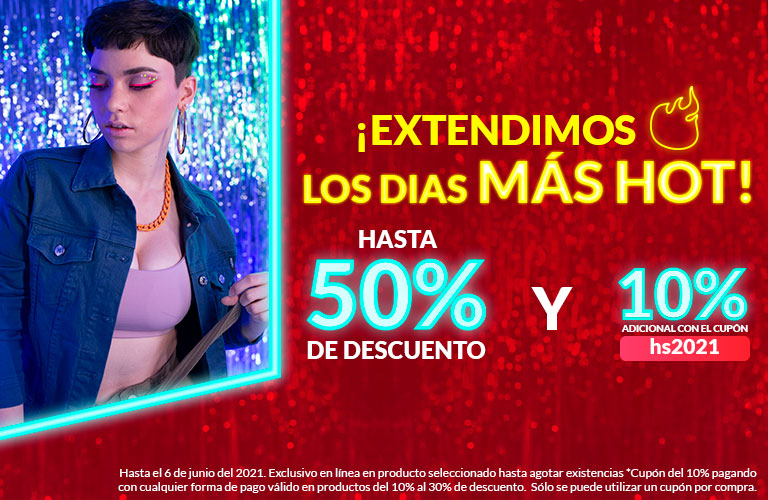 ¡EXTENDIMOS
LOS DIAS MÁS HOT!
HASTA
50%
DE DESCUENTO
Y
10%
ADICIONAL CON EL CUPÓN
hs2021
Hasta el 6 de junio del 2021. Exclusivo en línea en producto seleccionado hasta agotar existencias *Cupón del 10% pagando
con cualquier forma de pago válido en productos del 10% al 30% de descuento. Sólo se puede utilizar un cupón por compra.